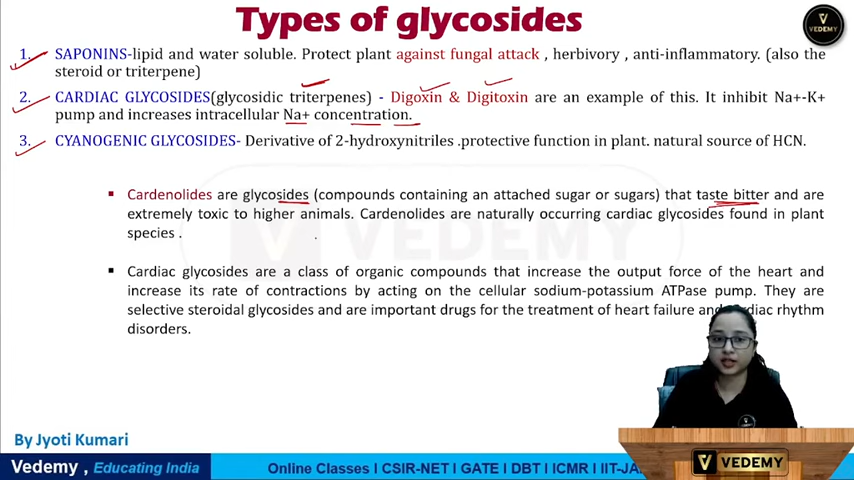 Types of glycosides
1. SAPONINS-lipid and water soluble. Protect plant against fungal attack , herbivory , anti-inflammatory. (also the
steroid or triterpene)
2. CARDIAC GLYCOSIDES(glycosidic triterpenes) - Digoxin & Digitoxin are an example of this. It inhibit Na+-K+
pump and increases intracellular Na+ concentration.
3. CYANOGENIC GLYCOSIDES- Derivative of 2-hydroxynitriles .protective function in plant. natural source of HCN.
▪ Cardenolides are glycosides (compounds containing an attached sugar or sugars) that taste bitter and are
extremely toxic to higher animals. Cardenolides are naturally occurring cardiac glycosides found in plant
species .
▪ Cardiac glycosides are a class of organic compounds that increase the output force of the heart and
increase its rate of contractions by acting on the cellular sodium-potassium ATPase pump. They are
selective steroidal glycosides and are important drugs for the treatment of heart failure and cardiac rhythm
disorders.
VEDEMY
By Jyoti Kumari
Vedemy , Educating India
Online Classes I CSIR-NET I GATE I DBT I ICMR I IIT-JA
V VEDEMY
V
VEDEMY